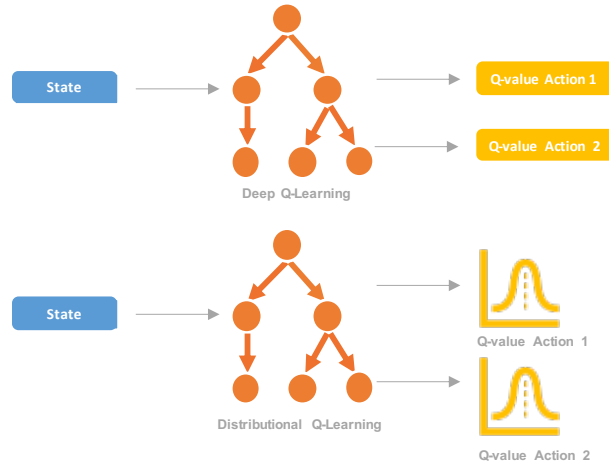 State
Q-value Action 1
Q-value Action 2
Deep Q-Learning
State
Q-value Action 1
Distributional Q-Learning
Q-value Action 2